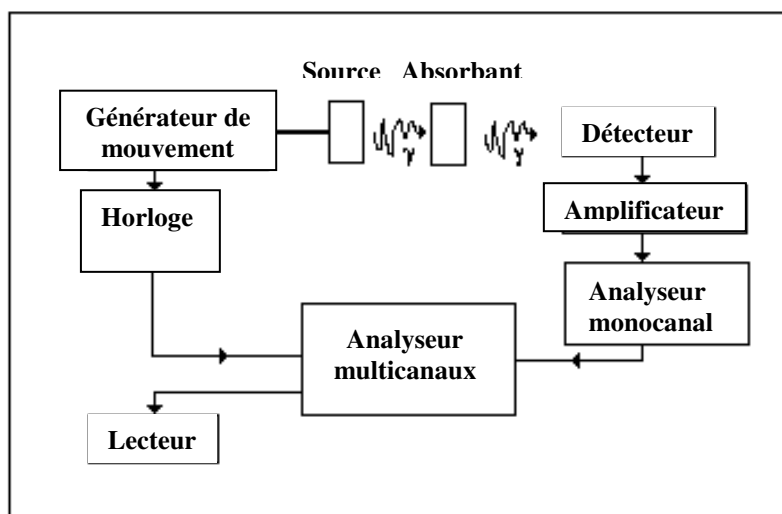 Source Absorbant
Générateur de
mouvement
γ
γ
Détecteur
Horloge
Amplificateur
Analyseur
monocanal
Analyseur
multicanaux
Lecteur